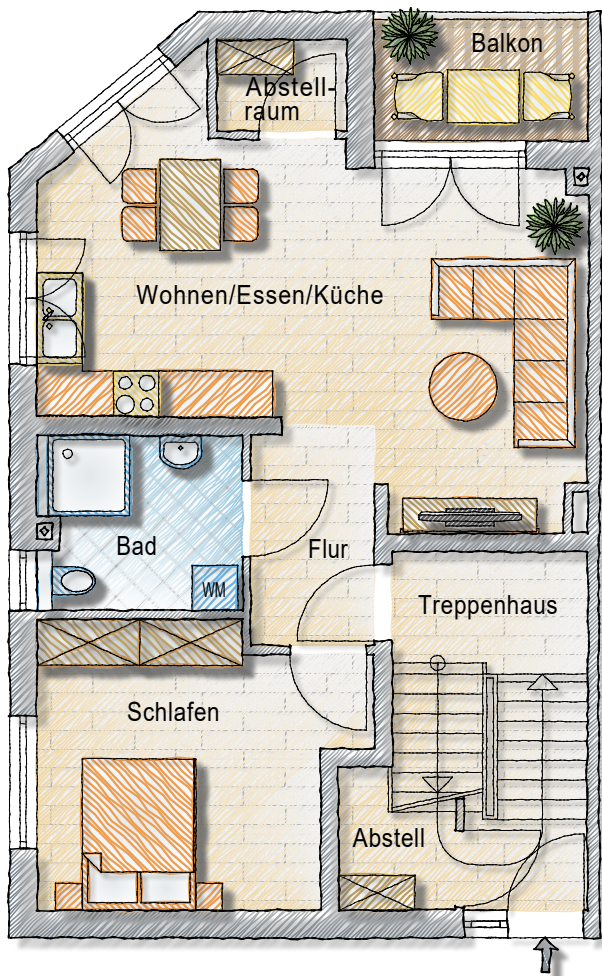 Balkon
Abstell-
raum
Wohnen/Essen/Küche
Bad
Flur
WM
Treppenhaus
Schlafen
Abstell